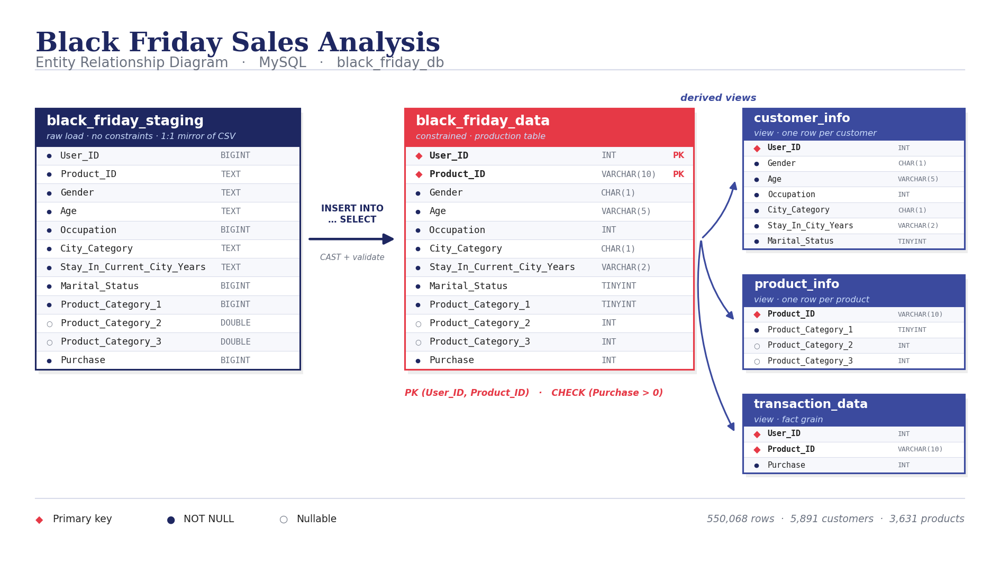 Black Friday Sales Analysis
Entity Relationship Diagram · MySQL · black_friday_db
black_friday_staging
raw load · no constraints · 1:1 mirror of CSV
User_ID BIGINT
Product_ID TEXT
Gender TEXT
Age TEXT
Occupation BIGINT
City_Category TEXT
Stay_In_Current_City_Years TEXT
Marital_Status BIGINT
Product_Category_1 BIGINT
Product_Category_2 DOUBLE
Product_Category_3 DOUBLE
Purchase BIGINT
INSERT INTO
… SELECT
CAST + validate
black_friday_data
constrained · production table
User_ID INT PK
Product_ID VARCHAR(10) PK
Gender CHAR(1)
Age VARCHAR(5)
Occupation INT
City_Category CHAR(1)
Stay_In_Current_City_Years VARCHAR(2)
Marital_Status TINYINT
Product_Category_1 TINYINT
Product_Category_2 INT
Product_Category_3 INT
Purchase INT
PK (User_ID, Product_ID) · CHECK (Purchase > 0)
derived views
customer_info
view · one row per customer
User_ID INT
Gender CHAR(1)
Age VARCHAR(5)
Occupation INT
City_Category CHAR(1)
Stay_In_City_Years VARCHAR(2)
Marital_Status TINYINT
product_info
view · one row per product
Product_ID VARCHAR(10)
Product_Category_1 TINYINT
Product_Category_2 INT
Product_Category_3 INT
transaction_data
view · fact grain
User_ID INT
Product_ID VARCHAR(10)
Purchase INT
Primary key
NOT NULL
Nullable
550,068 rows · 5,891 customers · 3,631 products